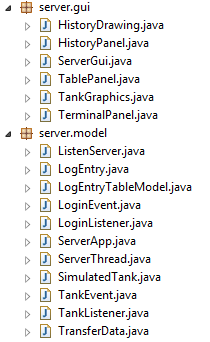 server.gui
HistoryDrawing.java
HistoryPanel.java
ServerGui.java
TablePanel.java
TankGraphics.java
TerminalPanel.java
server.model
ListenServer.java
LogEntry.java
LogEntryTableModel.java
LoginEvent.java
LoginListener.java
ServerApp.java
ServerThread.java
SimulatedTank.java
TankEvent.java
TankListener.java
TransferData.java